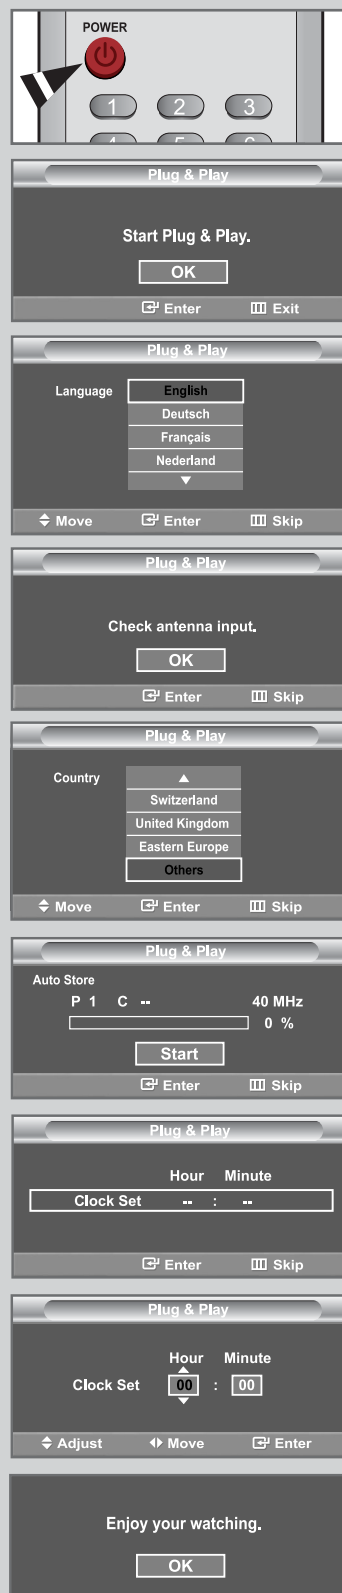 POWER
1 2 3
4 5 6
Plug & Play
Start Plug & Play.
OK
Enter Exit
Plug & Play
Language English
Deutsch
Français
Nederland
▼
Move Enter Skip
Plug & Play
Check antenna input.
OK
Enter Skip
Plug & Play
Country ▲
Switzerland
United Kingdom
Eastern Europe
Others
Move Enter Skip
Plug & Play
Auto Store
P 1 C -- 40 MHz
0 %
Start
Enter Skip
Plug & Play
Hour Minute
Clock Set -- : --
Enter Skip
Plug & Play
Hour Minute
Clock Set 00 : 00
Adjust Move Enter
Enjoy your watching.
OK